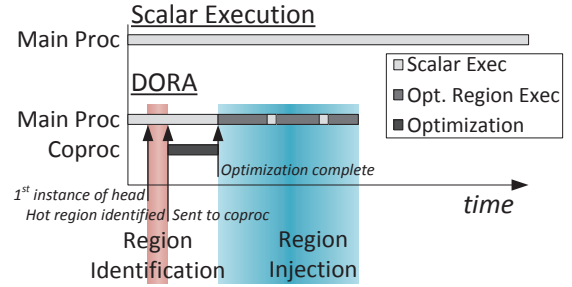 Scalar Execution
Main Proc
Scalar Exec
Opt. Region Exec
Optimization
DORA
Main Proc
Coproc
Optimization complete
1st instance of head
Hot region identified
Sent to coproc
time
Region
Identification
Region
Injection